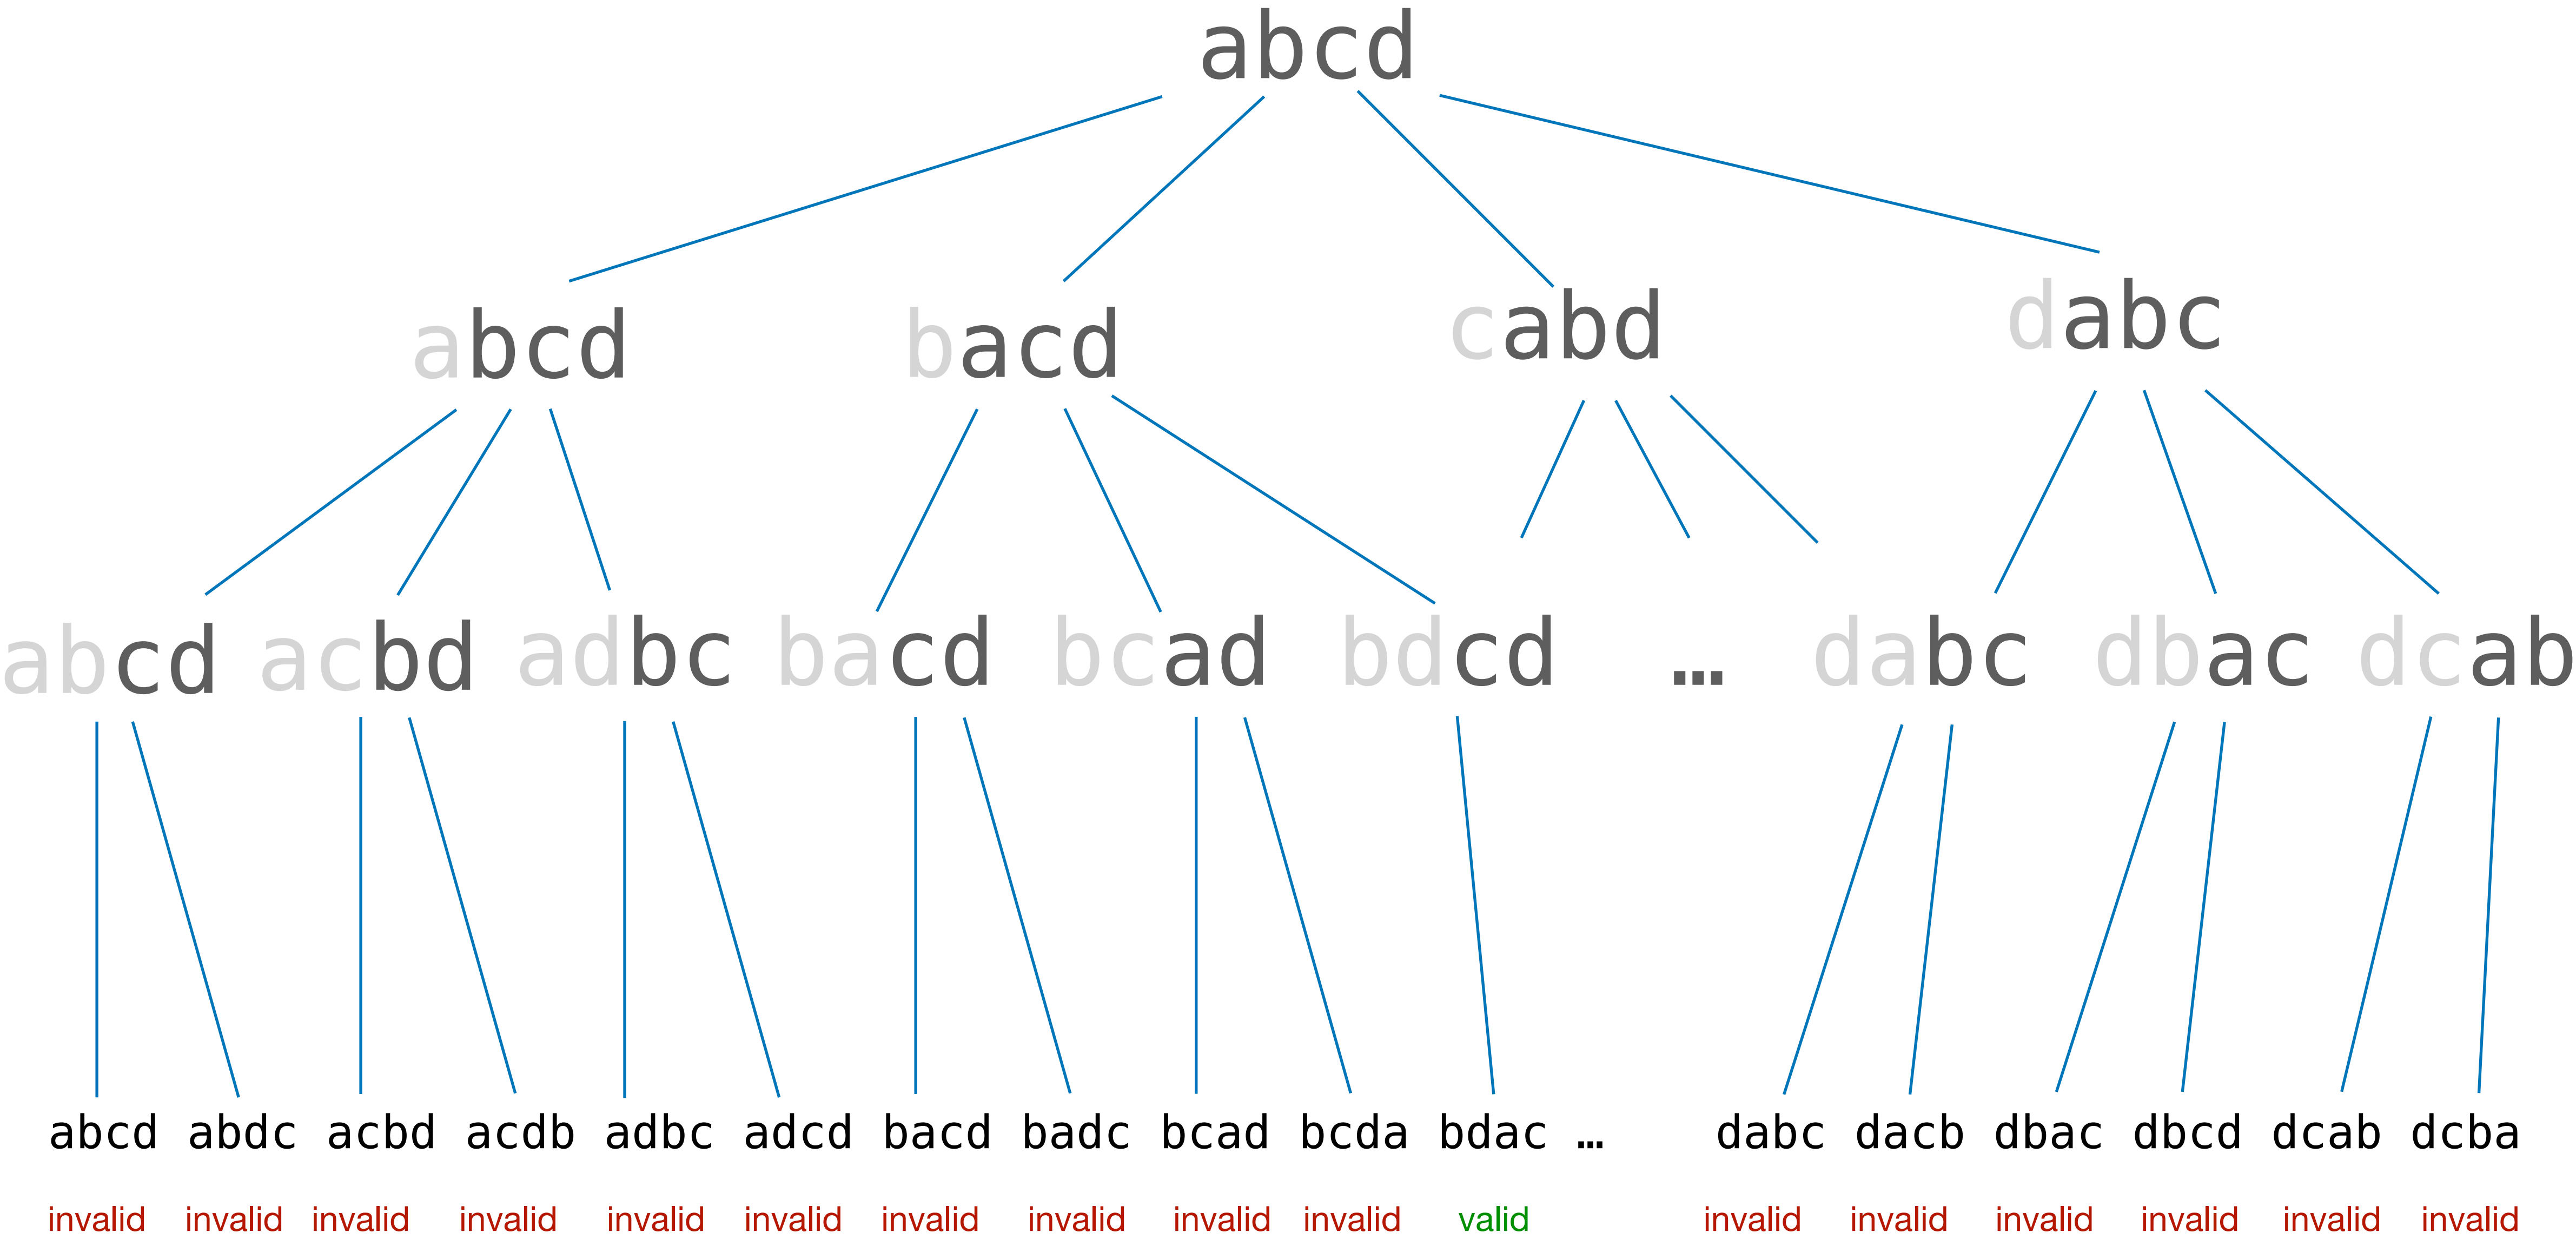 abcd
abcd bacd cabd dabc
abcd acbd adbc bacd bcad bdcd ... dabc dbac dcab
abcd abdc acbd acdb adbc adcd bacd badc bcad bcda bdac ... dabc dacb dbac dbcd dcab dcba
invalid invalid invalid invalid invalid invalid invalid invalid invalid invalid valid invalid invalid invalid invalid invalid invalid